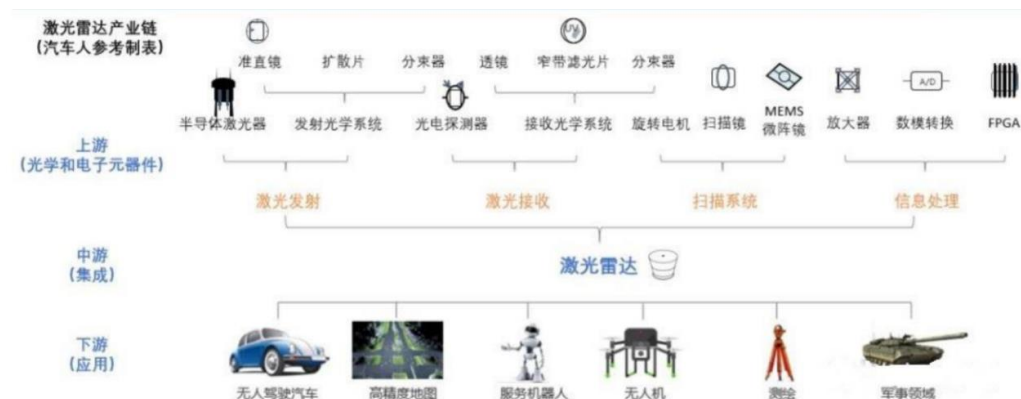 激光雷达产业链
(汽车人参考制表)
准直镜 扩散片 分束器 透镜 窄带滤光片 分束器
半导体激光器 发射光学系统 光电探测器 接收光学系统 旋转电机 扫描镜 MEMS
微阵镜 放大器 A/D
数模转换 FPGA
上游
(光学和电子元器件)
激光发射 激光接收 扫描系统 信息处理
中游
(集成)
激光雷达
下游
(应用)
无人驾驶汽车 高精度地图 服务机器人 无人机 测绘 军事领域